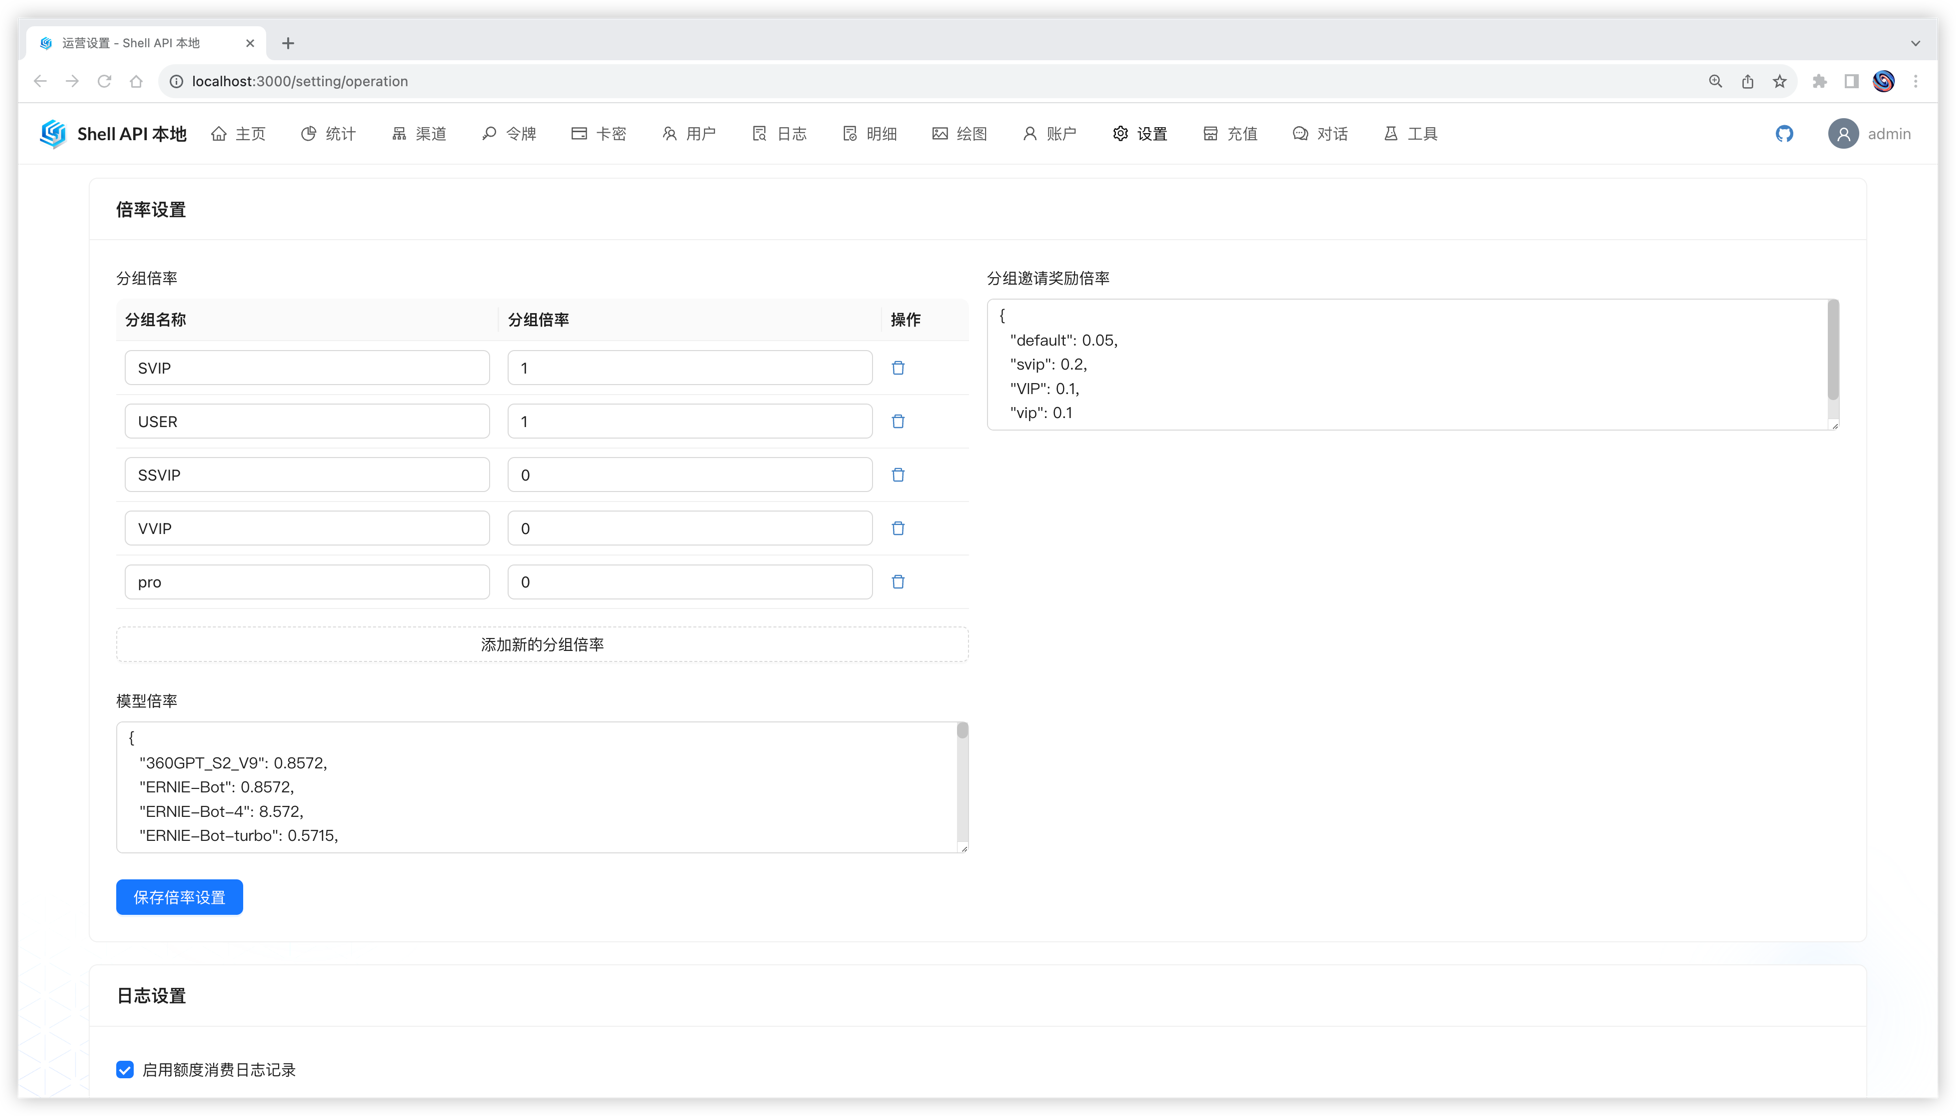 运营设置 - Shell API 本地
localhost:3000/setting/operation
Shell API 本地 主页 统计 渠道 令牌 卡密 用户 日志 明细 绘图 账户 设置 充值 对话 工具 admin
倍率设置
分组倍率
分组名称 分组倍率 操作
SVIP 1
USER 1
SSVIP 0
VVIP 0
pro 0
添加新的分组倍率
分组邀请奖励倍率
{
"default": 0.05,
"svip": 0.2,
"VIP": 0.1,
"vip": 0.1
模型倍率
{
"360GPT_S2_V9": 0.8572,
"ERNIE-Bot": 0.8572,
"ERNIE-Bot-4": 8.572,
"ERNIE-Bot-turbo": 0.5715,
保存倍率设置
日志设置
启用额度消费日志记录